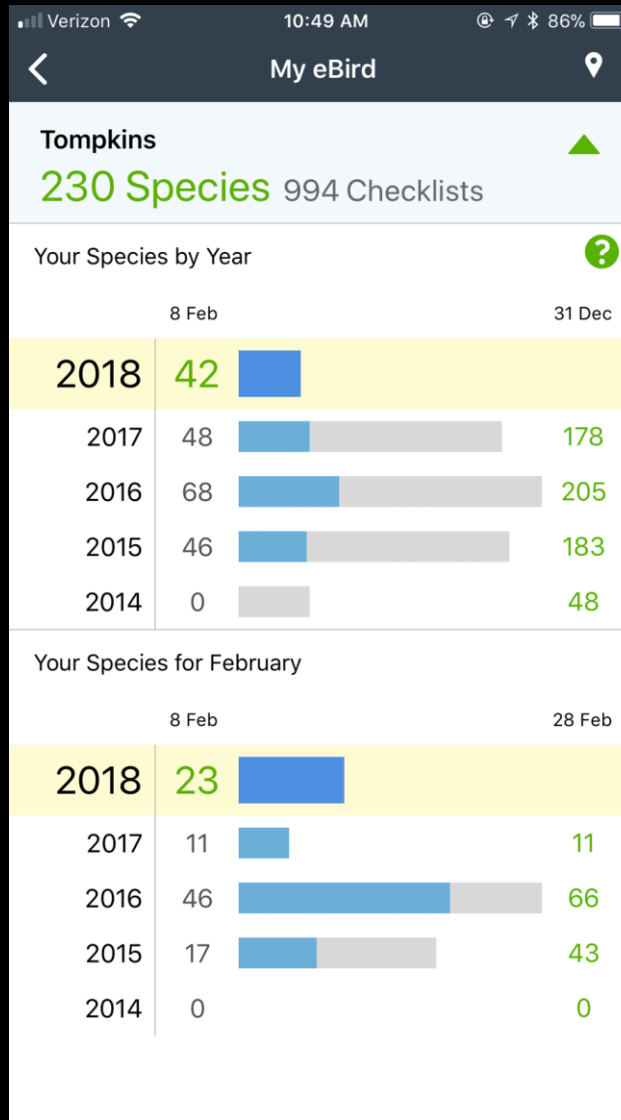 Verizon 10:49 AM 86%
My eBird
Tompkins
230 Species 994 Checklists
Your Species by Year
?
8 Feb 31 Dec
2018 42
2017 48 178
2016 68 205
2015 46 183
2014 0 48
Your Species for February
8 Feb 28 Feb
2018 23
2017 11 11
2016 46 66
2015 17 43
2014 0 0